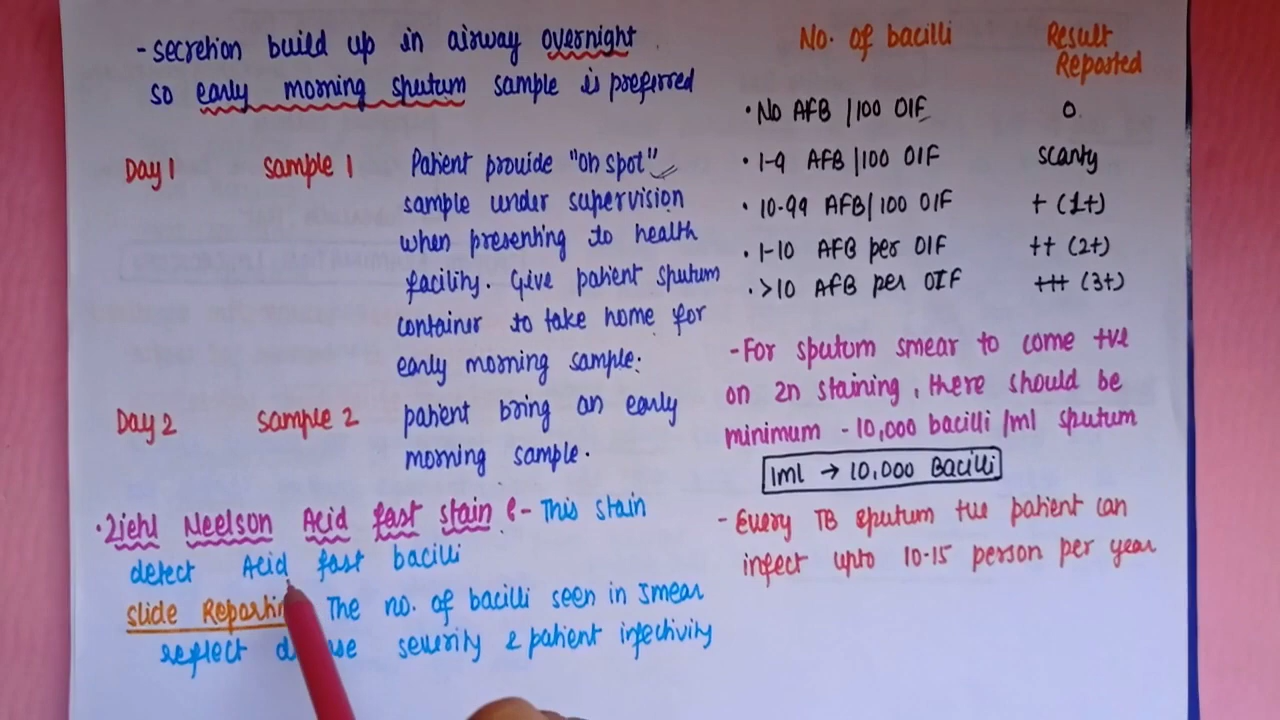 - secretion build up in airway overnight
so early morning sputum sample is preferred
Day 1 sample 1 Patient provide "on spot"
sample under supervision
when presenting to health
facility. Give patient sputum
container to take home for
early morning sample.
Day 2 sample 2 patient bring an early
morning sample.
• Ziehl Neelson Acid fast stain :- This stain
detect Acid fast bacilli
slide The no. of bacilli seen in smear
reflect severity & patient infectivity
No. of bacilli Result
Reported
• No AFB /100 OIF 0
• 1-9 AFB /100 OIF scanty
• 10-99 AFB/100 OIF + (1+)
• 1-10 AFB per OIF ++ (2+)
• >10 AFB per OIF +++ (3+)
- For sputum smear to come +ve
on Zn staining, there should be
minimum - 10,000 bacilli /ml sputum
1ml → 10,000 Bacilli
- Every TB sputum +ve patient can
infect upto 10-15 person per year